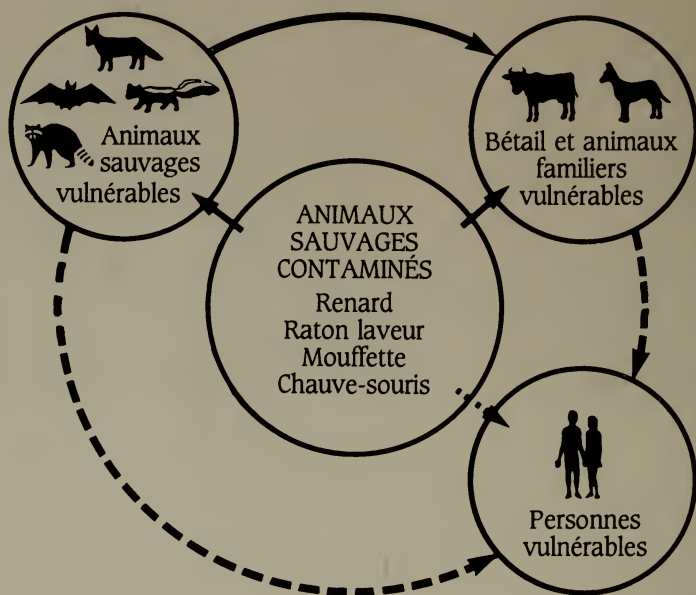 Animaux
sauvages
vulnérables
Bétail et animaux
familiers
vulnérables
ANIMAUX
SAUVAGES
CONTAMINÉS
Renard
Raton laveur
Mouffette
Chauve-souris
Personnes
vulnérables